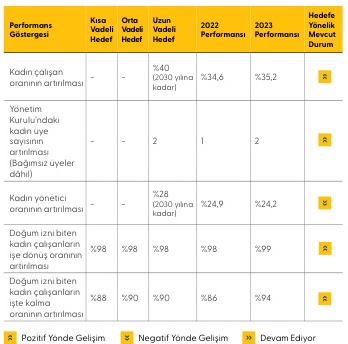 Performans Göstergesi
Kısa Vadeli Hedef
Orta Vadeli Hedef
Uzun Vadeli Hedef
2022 Performansı
2023 Performansı
Hedefe Yönelik Mevcut Durum
Kadın çalışan
oranının artırılması
-
-
%40
(2030 yılına
kadar)
%34,6
%35,2
Yönetim
Kurulu'ndaki
kadın üye
sayısının
artırılması
(Bağımsız üyeler
dâhil)
-
-
2
1
2
Kadın yönetici
oranının artırılması
-
-
%28
(2030 yılına
kadar)
%24,9
%24,2
Doğum izni biten
kadın çalışanların
işe dönüş oranının
artırılması
%98
%98
%98
%98
%99
Doğum izni biten
kadın çalışanların
işte kalma
oranının artırılması
%88
%90
%90
%86
%94
Pozitif Yönde Gelişim
Negatif Yönde Gelişim
Devam Ediyor